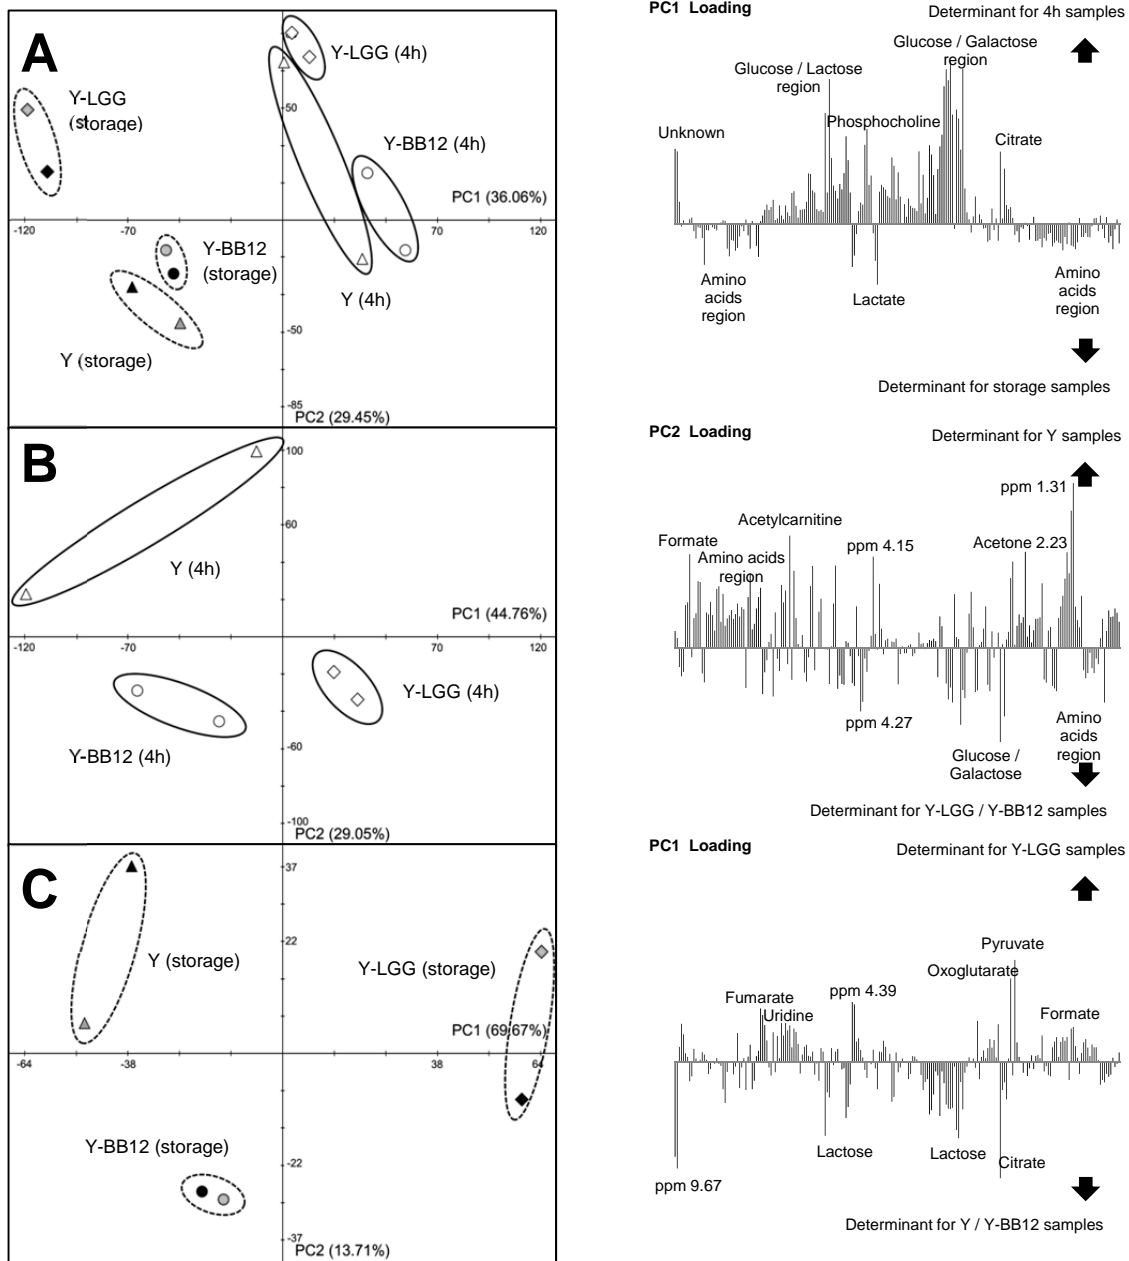 A
Y-LGG (4h)
Y-LGG
(storage)
50
Y-BB12 (4h)
PC1 (36.06%)
-120
-70
70
120
Y-BB12
(storage)
Y (4h)
-50
Y (storage)
-85
PC2 (29.45%)
B
100
60
Y (4h)
PC1 (44.76%)
-120
-70
70
120
Y-LGG (4h)
Y-BB12 (4h)
-60
-100
PC2 (29.05%)
C
37
22
Y (storage)
Y-LGG (storage)
PC1 (69.67%)
-64
-38
38
64
Y-BB12 (storage)
-22
-37
PC2 (13.71%)
PC1 Loading
Determinant for 4h samples
Glucose / Galactose
region
Glucose / Lactose
region
Phosphocholine
Unknown
Citrate
Amino
acids
region
Lactate
Amino
acids
region
Determinant for storage samples
PC2 Loading
Determinant for Y samples
ppm 1.31
Acetylcarnitine
Formate
Amino acids
region
ppm 4.15
Acetone 2.23
ppm 4.27
Glucose /
Galactose
Amino
acids
region
Determinant for Y-LGG / Y-BB12 samples
PC1 Loading
Determinant for Y-LGG samples
Pyruvate
Oxoglutarate
Fumarate
Uridine
ppm 4.39
Formate
Lactose
Lactose
Citrate
ppm 9.67
Determinant for Y / Y-BB12 samples